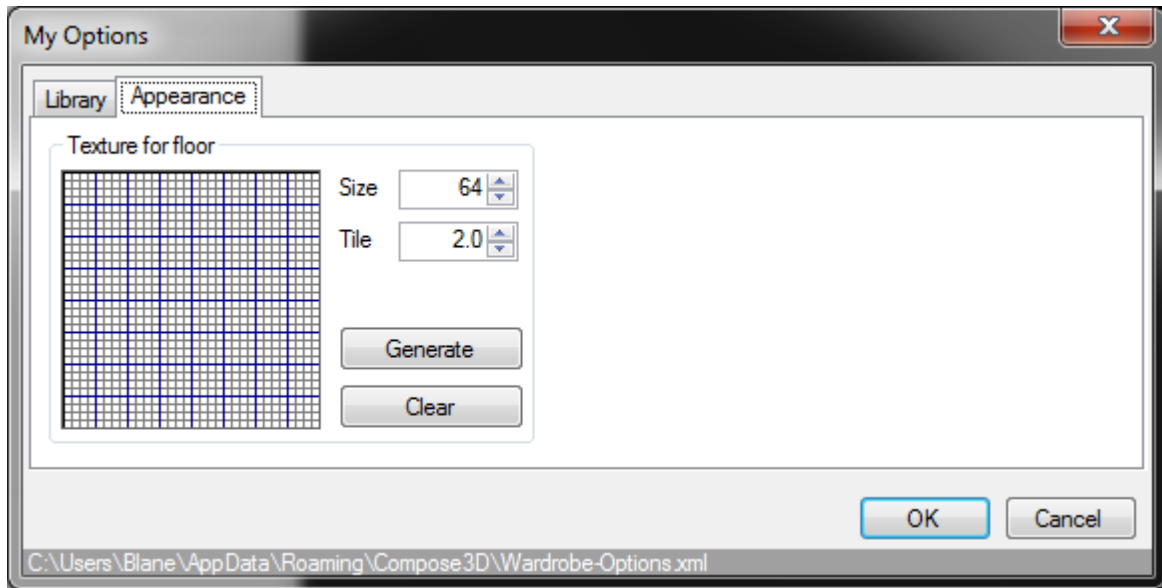 My Options
Library Appearance
Texture for floor
Size 64
Tile 2.0
Generate
Clear
OK Cancel
C:\Users\Blane\AppData\Roaming\Compose3D\Wardrobe-Options.xml